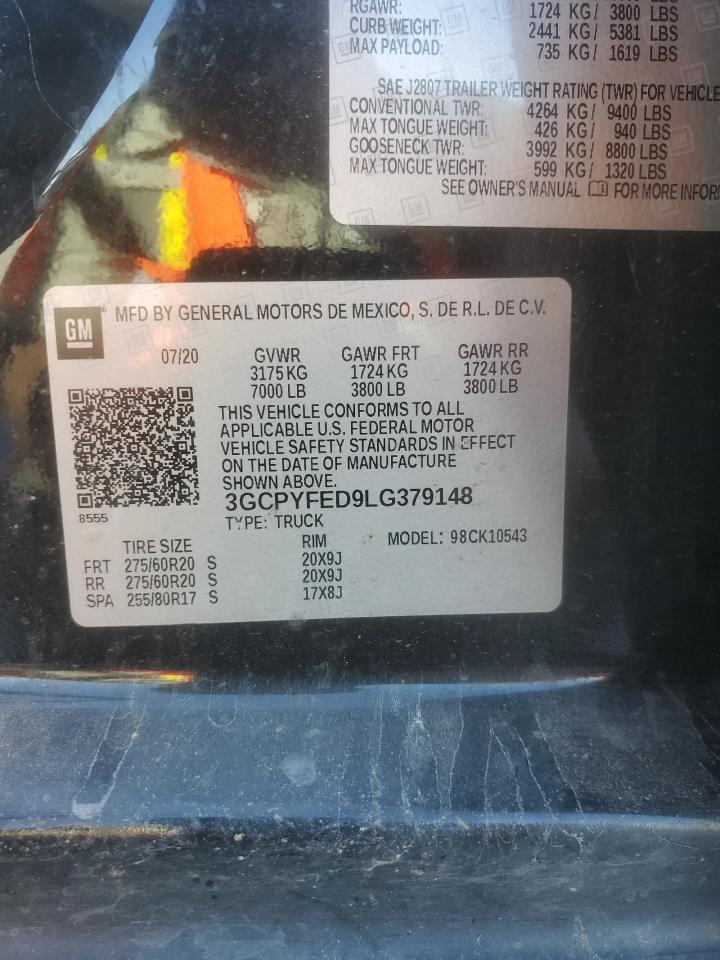 RGAWR: 1724 KG/ 3800 LBS
CURB WEIGHT: 2441 KG/ 5381 LBS
MAX PAYLOAD: 735 KG/ 1619 LBS
SAE J2807 TRAILER WEIGHT RATING (TWR) FOR VEHICLE
CONVENTIONAL TWR: 4264 KG/ 9400 LBS
MAX TONGUE WEIGHT: 426 KG/ 940 LBS
GOOSENECK TWR: 3992 KG/ 8800 LBS
MAX TONGUE WEIGHT: 599 KG/ 1320 LBS
SEE OWNER'S MANUAL FOR MORE INFOR
GM MFD BY GENERAL MOTORS DE MEXICO, S. DE R.L. DE C.V.
07/20 GVWR GAWR FRT GAWR RR
3175 KG 1724 KG 1724 KG
7000 LB 3800 LB 3800 LB
THIS VEHICLE CONFORMS TO ALL
APPLICABLE U.S. FEDERAL MOTOR
VEHICLE SAFETY STANDARDS IN EFFECT
ON THE DATE OF MANUFACTURE
SHOWN ABOVE.
3GCPYFED9LG379148
8555
TYPE: TRUCK
TIRE SIZE RIM MODEL: 98CK10543
FRT 275/60R20 S 20X9J
RR 275/60R20 S 20X9J
SPA 255/80R17 S 17X8J